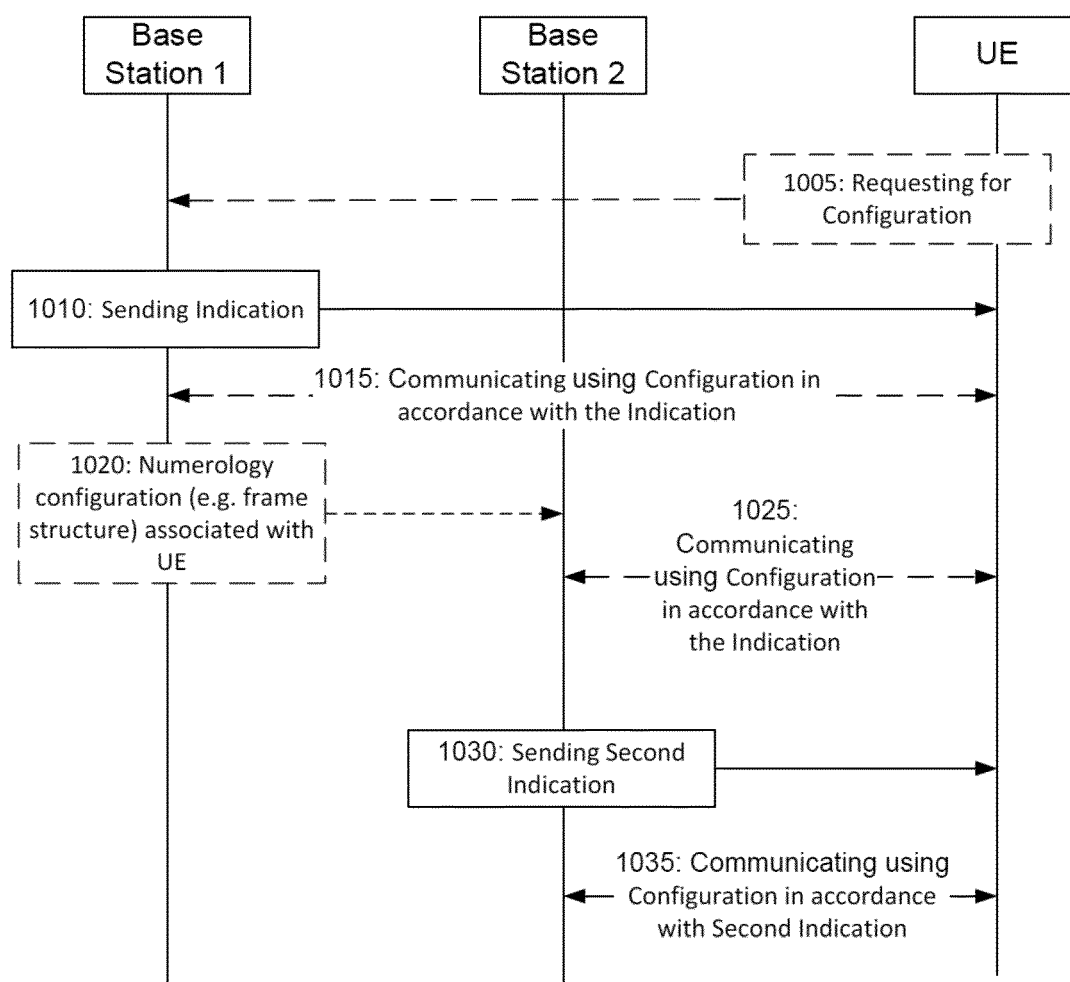 Base
Station 1
Base
Station 2
UE
1005: Requesting for
Configuration
1010: Sending Indication
1015: Communicating using Configuration in
accordance with the Indication
1020: Numerology
configuration (e.g. frame
structure) associated with
UE
1025:
Communicating
using Configuration
in accordance with
the Indication
1030: Sending Second
Indication
1035: Communicating using
Configuration in accordance
with Second Indication